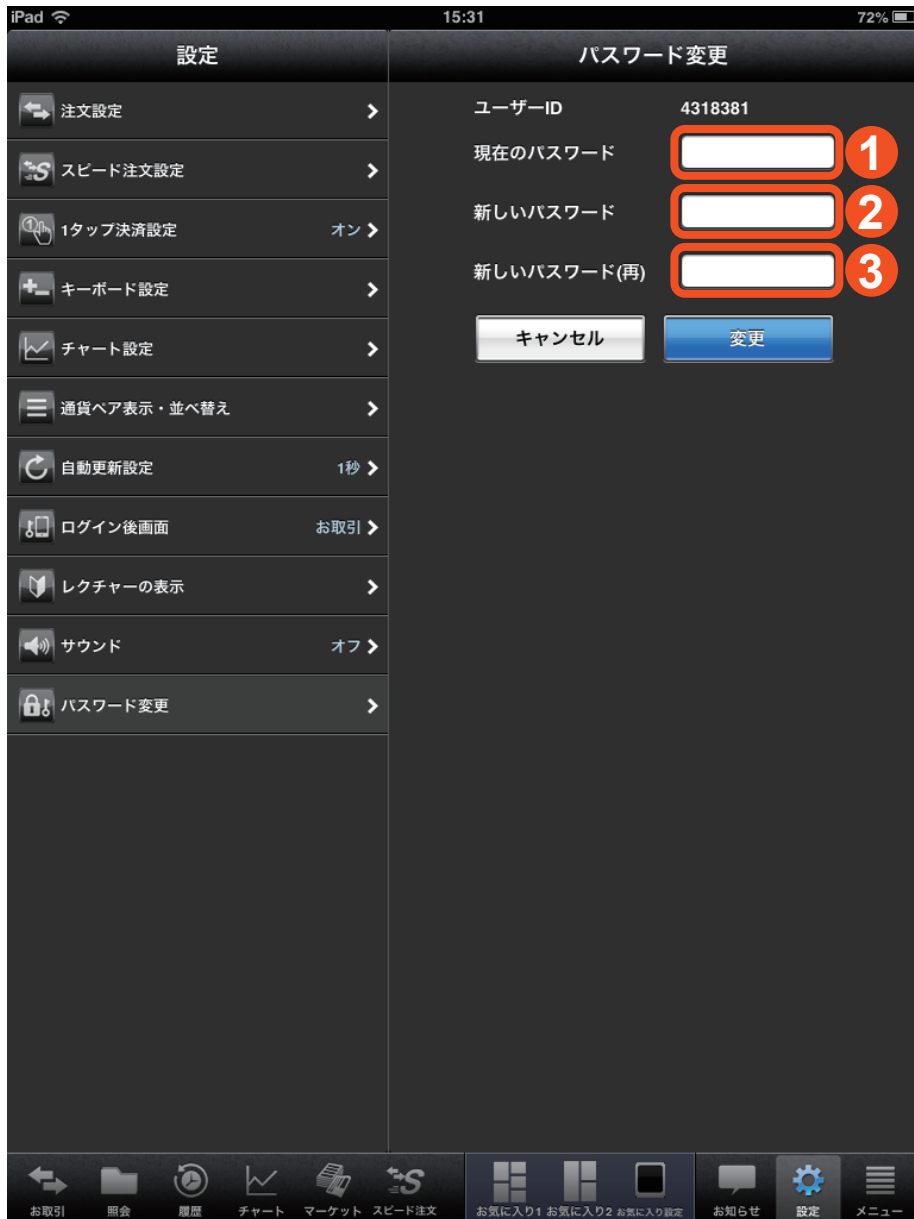 iPad 15:31 72%
設定
注文設定
スピード注文設定
1タップ決済設定 オン
キーボード設定
チャート設定
通貨ペア表示・並べ替え
自動更新設定 1秒
ログイン後画面 お取引
レクチャーの表示
サウンド オフ
パスワード変更
パスワード変更
ユーザーID 4318381
現在のパスワード 1
新しいパスワード 2
新しいパスワード(再) 3
キャンセル 変更
お取引 照会 履歴 チャート マーケット スピード注文 お気に入り1 お気に入り2 お気に入り設定 お知らせ 設定 メニュー